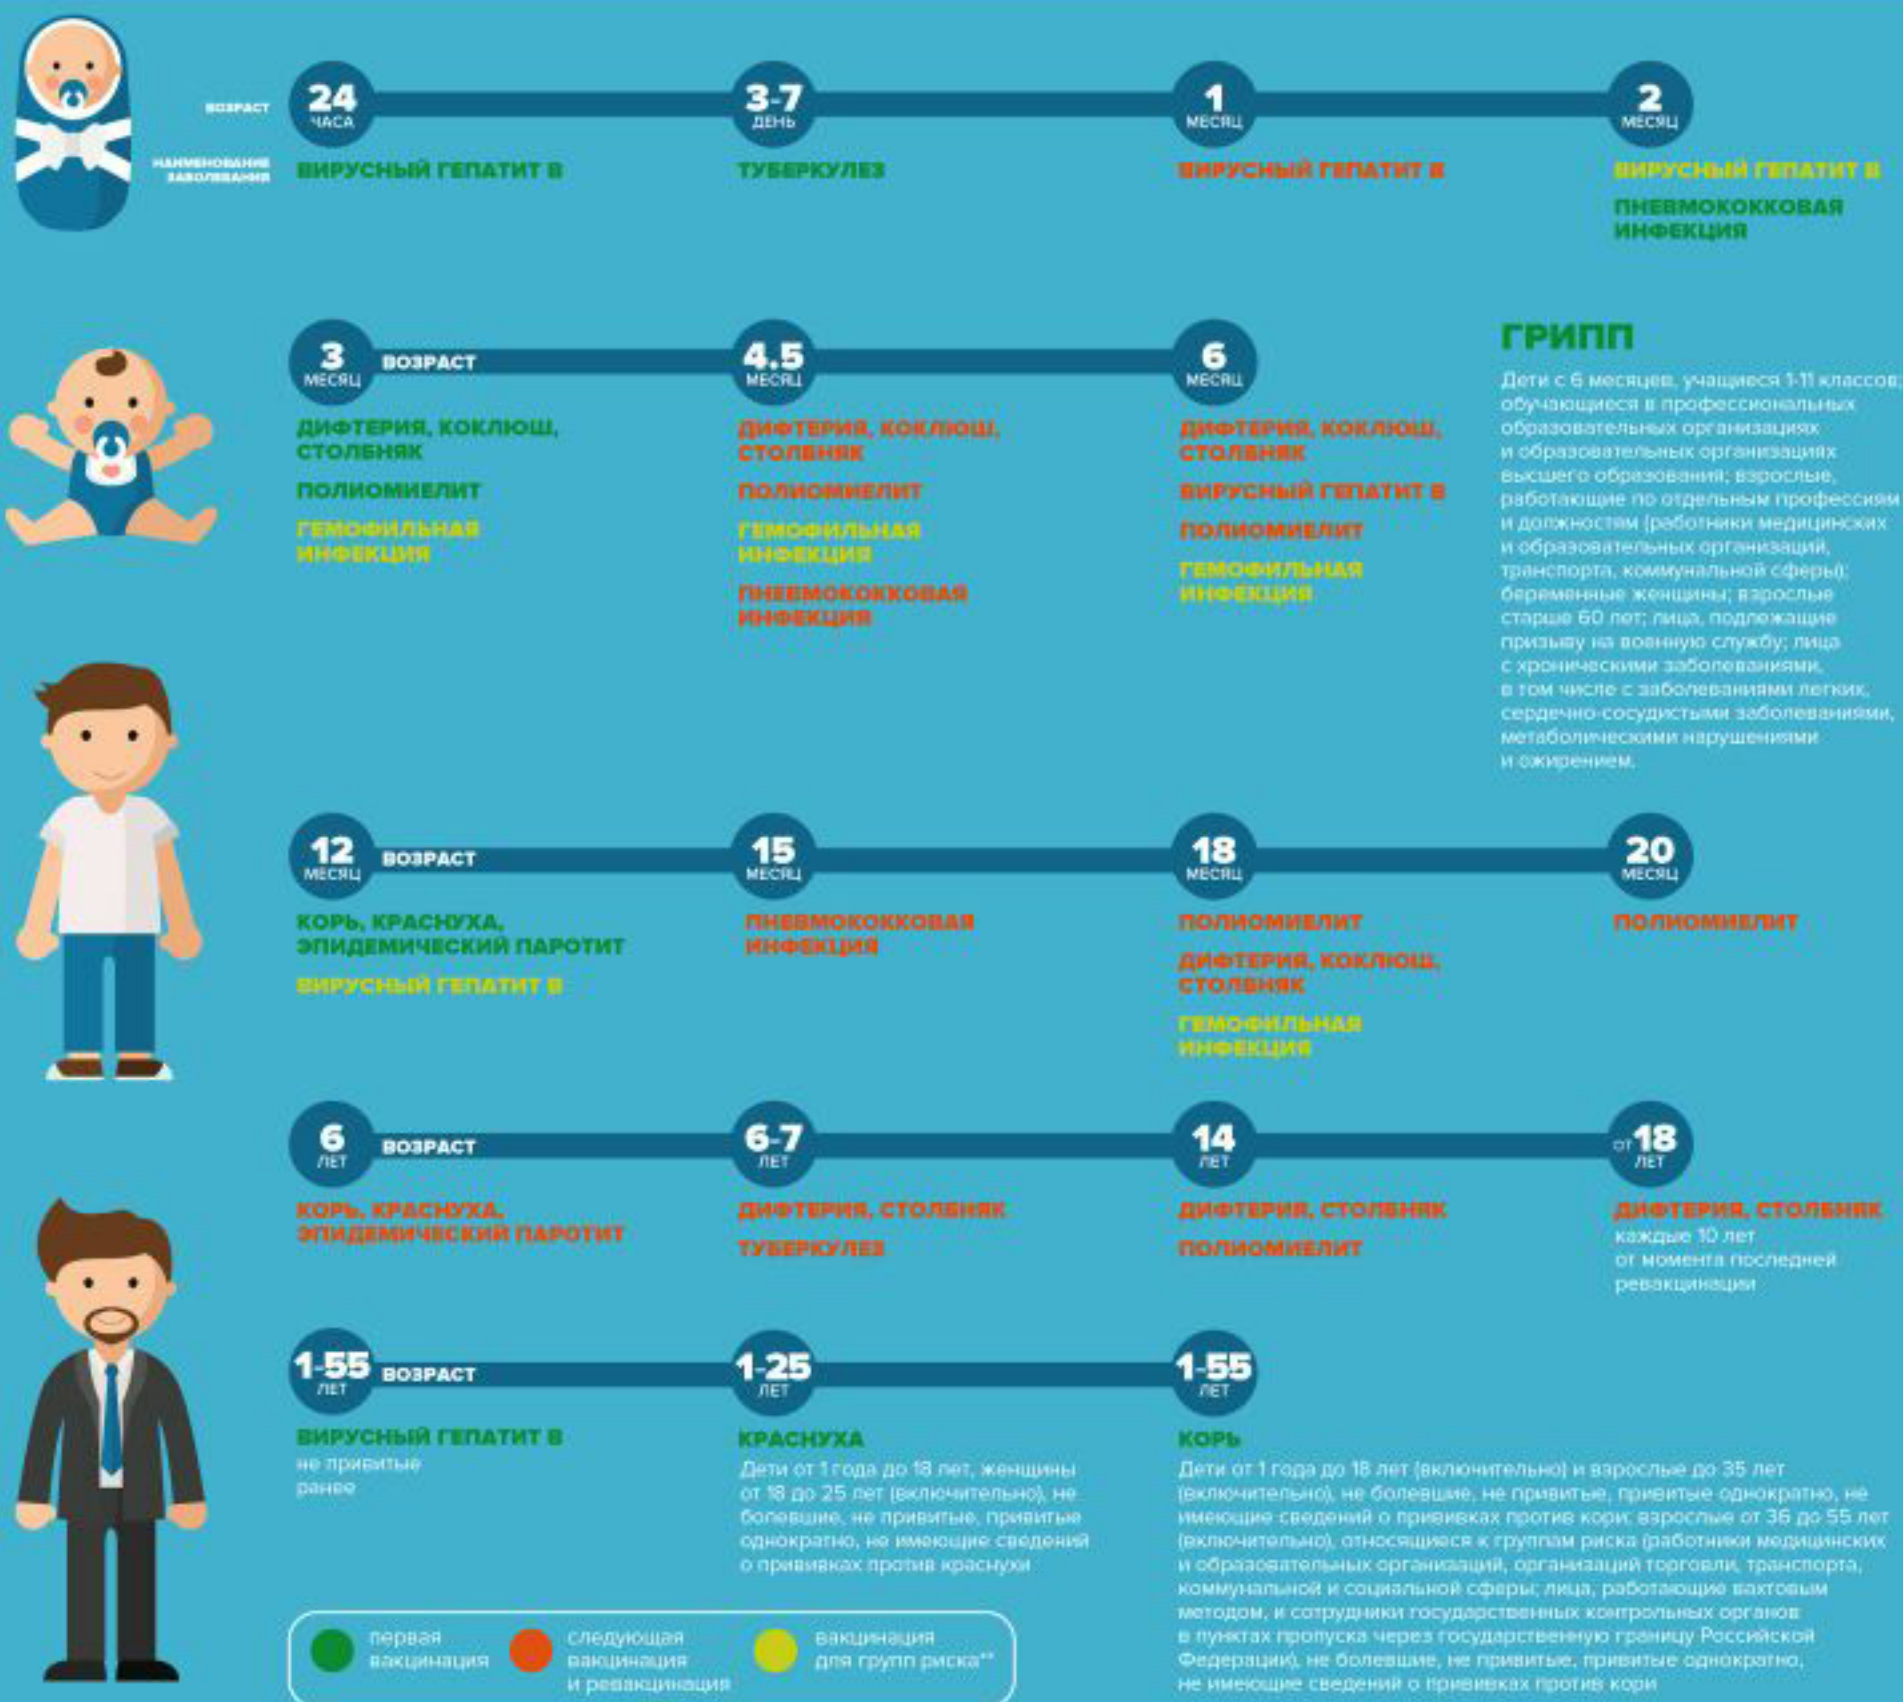 ВОЗРАСТ
24
ЧАСА
3-7
ДЕНЬ
1
МЕСЯЦ
2
МЕСЯЦ
НАИМЕНОВАНИЕ
ЗАБОЛЕВАНИЯ
ВИРУСНЫЙ ГЕПАТИТ В
ТУБЕРКУЛЕЗ
ВИРУСНЫЙ ГЕПАТИТ В
ВИРУСНЫЙ ГЕПАТИТ В
ПНЕВМОКОККОВАЯ
ИНФЕКЦИЯ
3
МЕСЯЦ
ВОЗРАСТ
4.5
МЕСЯЦ
6
МЕСЯЦ
ДИФТЕРИЯ, КОКЛЮШ,
СТОЛБНЯК
ПОЛИОМИЕЛИТ
ГЕМОФИЛЬНАЯ
ИНФЕКЦИЯ
ДИФТЕРИЯ, КОКЛЮШ,
СТОЛБНЯК
ПОЛИОМИЕЛИТ
ГЕМОФИЛЬНАЯ
ИНФЕКЦИЯ
ПНЕВМОКОККОВАЯ
ИНФЕКЦИЯ
ДИФТЕРИЯ, КОКЛЮШ,
СТОЛБНЯК
ВИРУСНЫЙ ГЕПАТИТ В
ПОЛИОМИЕЛИТ
ГЕМОФИЛЬНАЯ
ИНФЕКЦИЯ
ГРИПП
Дети с 6 месяцев, учащиеся 1-11 классов;
обучающиеся в профессиональных
образовательных организациях
и образовательных организациях
высшего образования; взрослые,
работающие по отдельным профессиям
и должностям (работники медицинских
и образовательных организаций,
транспорта, коммунальной сферы);
беременные женщины; взрослые
старше 60 лет; лица, подлежащие
призыву на военную службу; лица
с хроническими заболеваниями,
в том числе с заболеваниями легких,
сердечно-сосудистыми заболеваниями,
метаболическими нарушениями
и ожирением.
12
МЕСЯЦ
ВОЗРАСТ
15
МЕСЯЦ
18
МЕСЯЦ
20
МЕСЯЦ
КОРЬ, КРАСНУХА,
ЭПИДЕМИЧЕСКИЙ ПАРОТИТ
ВИРУСНЫЙ ГЕПАТИТ В
ПНЕВМОКОККОВАЯ
ИНФЕКЦИЯ
ПОЛИОМИЕЛИТ
ДИФТЕРИЯ, КОКЛЮШ,
СТОЛБНЯК
ГЕМОФИЛЬНАЯ
ИНФЕКЦИЯ
ПОЛИОМИЕЛИТ
6
ЛЕТ
ВОЗРАСТ
6-7
ЛЕТ
14
ЛЕТ
от 18
ЛЕТ
КОРЬ, КРАСНУХА,
ЭПИДЕМИЧЕСКИЙ ПАРОТИТ
ДИФТЕРИЯ, СТОЛБНЯК
ТУБЕРКУЛЕЗ
ДИФТЕРИЯ, СТОЛБНЯК
ПОЛИОМИЕЛИТ
ДИФТЕРИЯ, СТОЛБНЯК
каждые 10 лет
от момента последней
ревакцинации
1-55
ЛЕТ
ВОЗРАСТ
1-25
ЛЕТ
1-55
ЛЕТ
ВИРУСНЫЙ ГЕПАТИТ В
не привитые
ранее
КРАСНУХА
Дети от 1 года до 18 лет, женщины
от 18 до 25 лет (включительно), не
болевшие, не привитые, привитые
однократно, не имеющие сведений
о прививках против краснухи
КОРЬ
Дети от 1 года до 18 лет (включительно) и взрослые до 35 лет
(включительно), не болевшие, не привитые, привитые однократно, не
имеющие сведений о прививках против кори; взрослые от 36 до 55 лет
(включительно), относящиеся к группам риска (работники медицинских
и образовательных организаций, организаций торговли, транспорта,
коммунальной и социальной сферы; лица, работающие вахтовым
методом, и сотрудники государственных контрольных органов
в пунктах пропуска через государственную границу Российской
Федерации), не болевшие, не привитые, привитые однократно,
не имеющие сведений о прививках против кори
первая
вакцинация
следующая
вакцинация
и ревакцинация
вакцинация
для групп риска**